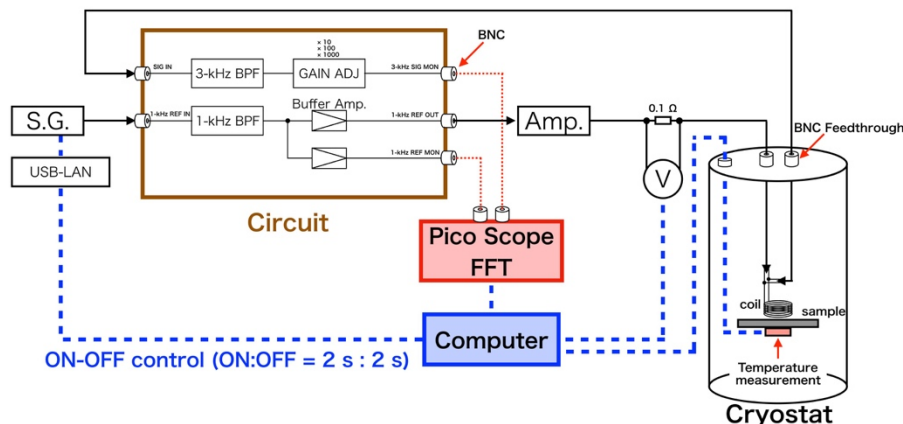 BNC
× 10
× 100
× 1000
SIG IN
3-kHz BPF
GAIN ADJ
3-kHz SIG MON
S.G.
1-kHz REF IN
1-kHz BPF
Buffer Amp.
1-kHz REF OUT
1-kHz REF MON
Amp.
0.1 Ω
V
BNC Feedthrough
USB-LAN
Circuit
Pico Scope
FFT
Computer
ON-OFF control (ON:OFF = 2 s : 2 s)
coil
sample
Temperature
measurement
Cryostat